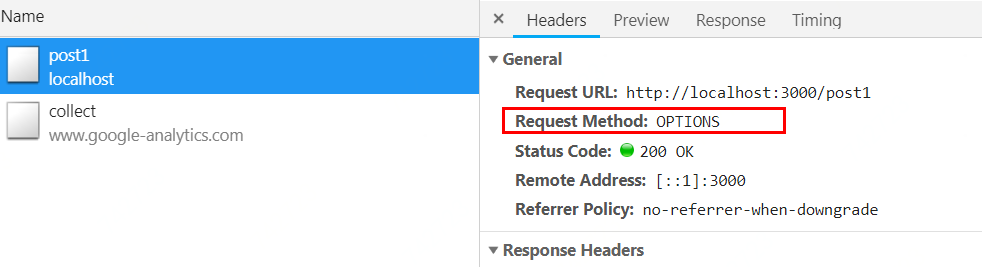 Name
post1
localhost
collect
www.google-analytics.com
× Headers Preview Response Timing
▼ General
Request URL: http://localhost:3000/post1
Request Method: OPTIONS
Status Code: 200 OK
Remote Address: [::1]:3000
Referrer Policy: no-referrer-when-downgrade
▼ Response Headers